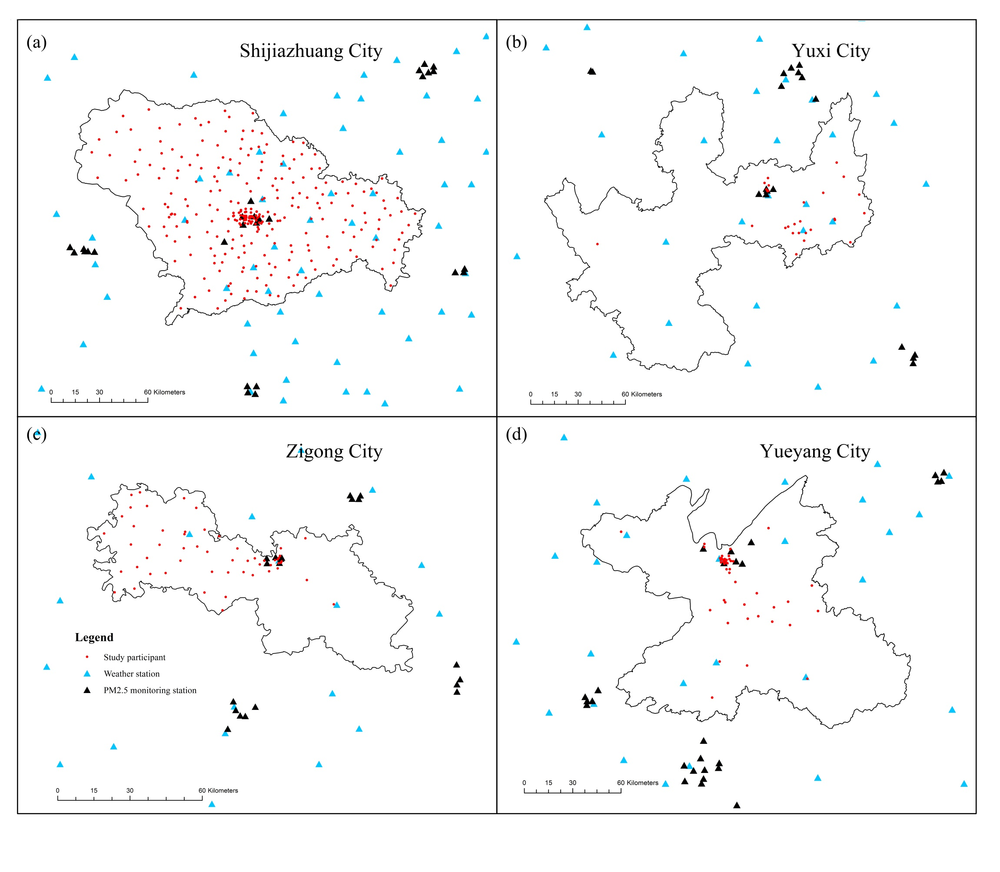 (a)
Shijiazhuang City
0 15 30 60 Kilometers
(b)
Yuxi City
0 15 30 60 Kilometers
(c)
Zigong City
Legend
Study participant
Weather station
PM2.5 monitoring station
0 15 30 60 Kilometers
(d)
Yueyang City
0 15 30 60 Kilometers